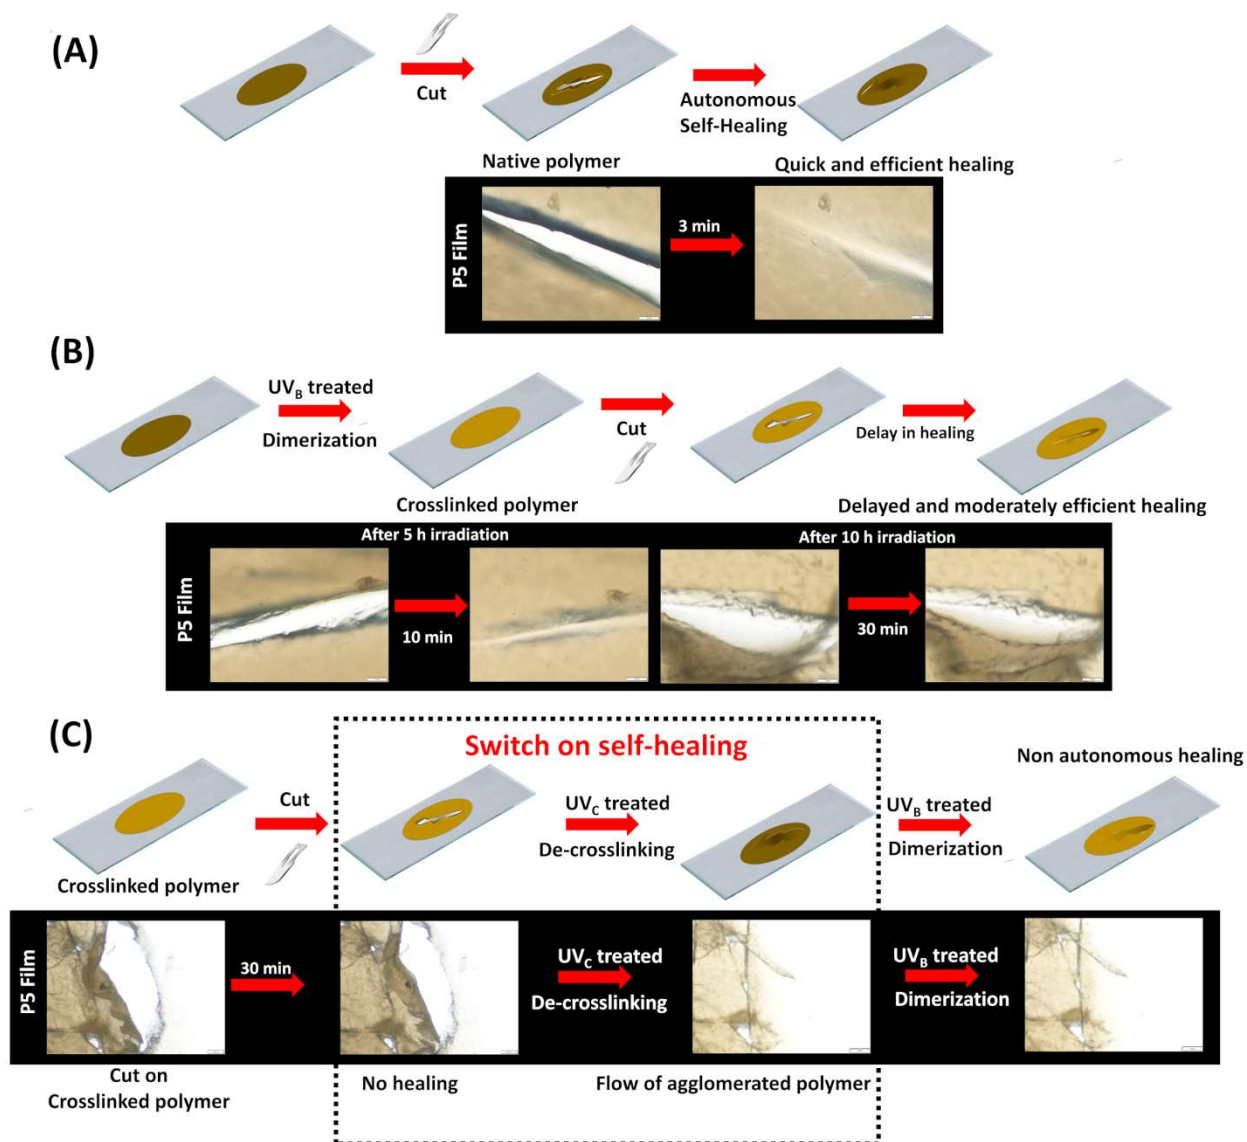 (A)
Cut
Autonomous
Self-Healing
Native polymer
Quick and efficient healing
P5 Film
3 min
(B)
UVB treated
Dimerization
Cut
Delay in healing
Crosslinked polymer
Delayed and moderately efficient healing
After 5 h irradiation
After 10 h irradiation
P5 Film
10 min
30 min
(C)
Switch on self-healing
Non autonomous healing
Cut
UVC treated
De-crosslinking
UVB treated
Dimerization
Crosslinked polymer
P5 Film
30 min
UVC treated
De-crosslinking
UVB treated
Dimerization
Cut on
Crosslinked polymer
No healing
Flow of agglomerated polymer